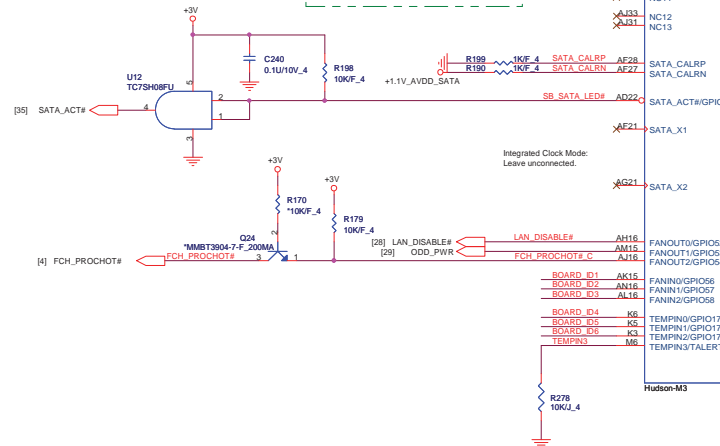 +3V
AJ33 NC12
AJ31 NC13
C240
0.1U/10V_4
R198
10K/F_4
R199 1K/F_4 SATA_CALRP AF28 SATA_CALRP
R190 1K/F_4 SATA_CALRN AF27 SATA_CALRN
+1.1V_AVDD_SATA
U12
TC7SH08FU
5
[35] SATA_ACT# 4 2 SB_SATA_LED# AD22 SATA_ACT#/GPIO
1
3
AF21 SATA_X1
Integrated Clock Mode:
Leave unconnected.
AG21 SATA_X2
+3V
+3V
R170
*10K/F_4
R179
10K/F_4
Q24
*MMBT3904-7-F_200MA
2
[28] LAN_DISABLE# LAN_DISABLE# AH16 FANOUT0/GPIO5
[29] ODD_PWR AM15 FANOUT1/GPIO5
[4] FCH_PROCHOT# FCH_PROCHOT# 3 1 FCH_PROCHOT#_C AJ16 FANOUT2/GPIO5
BOARD_ID1 AK15 FANIN0/GPIO56
BOARD_ID2 AN16 FANIN1/GPIO57
BOARD_ID3 AL16 FANIN2/GPIO58
BOARD_ID4 K6 TEMPIN0/GPIO17
BOARD_ID5 K5 TEMPIN1/GPIO17
BOARD_ID6 K3 TEMPIN2/GPIO17
TEMPIN3 M6 TEMPIN3/TALERT
Hudson-M3
R278
10K/J_4